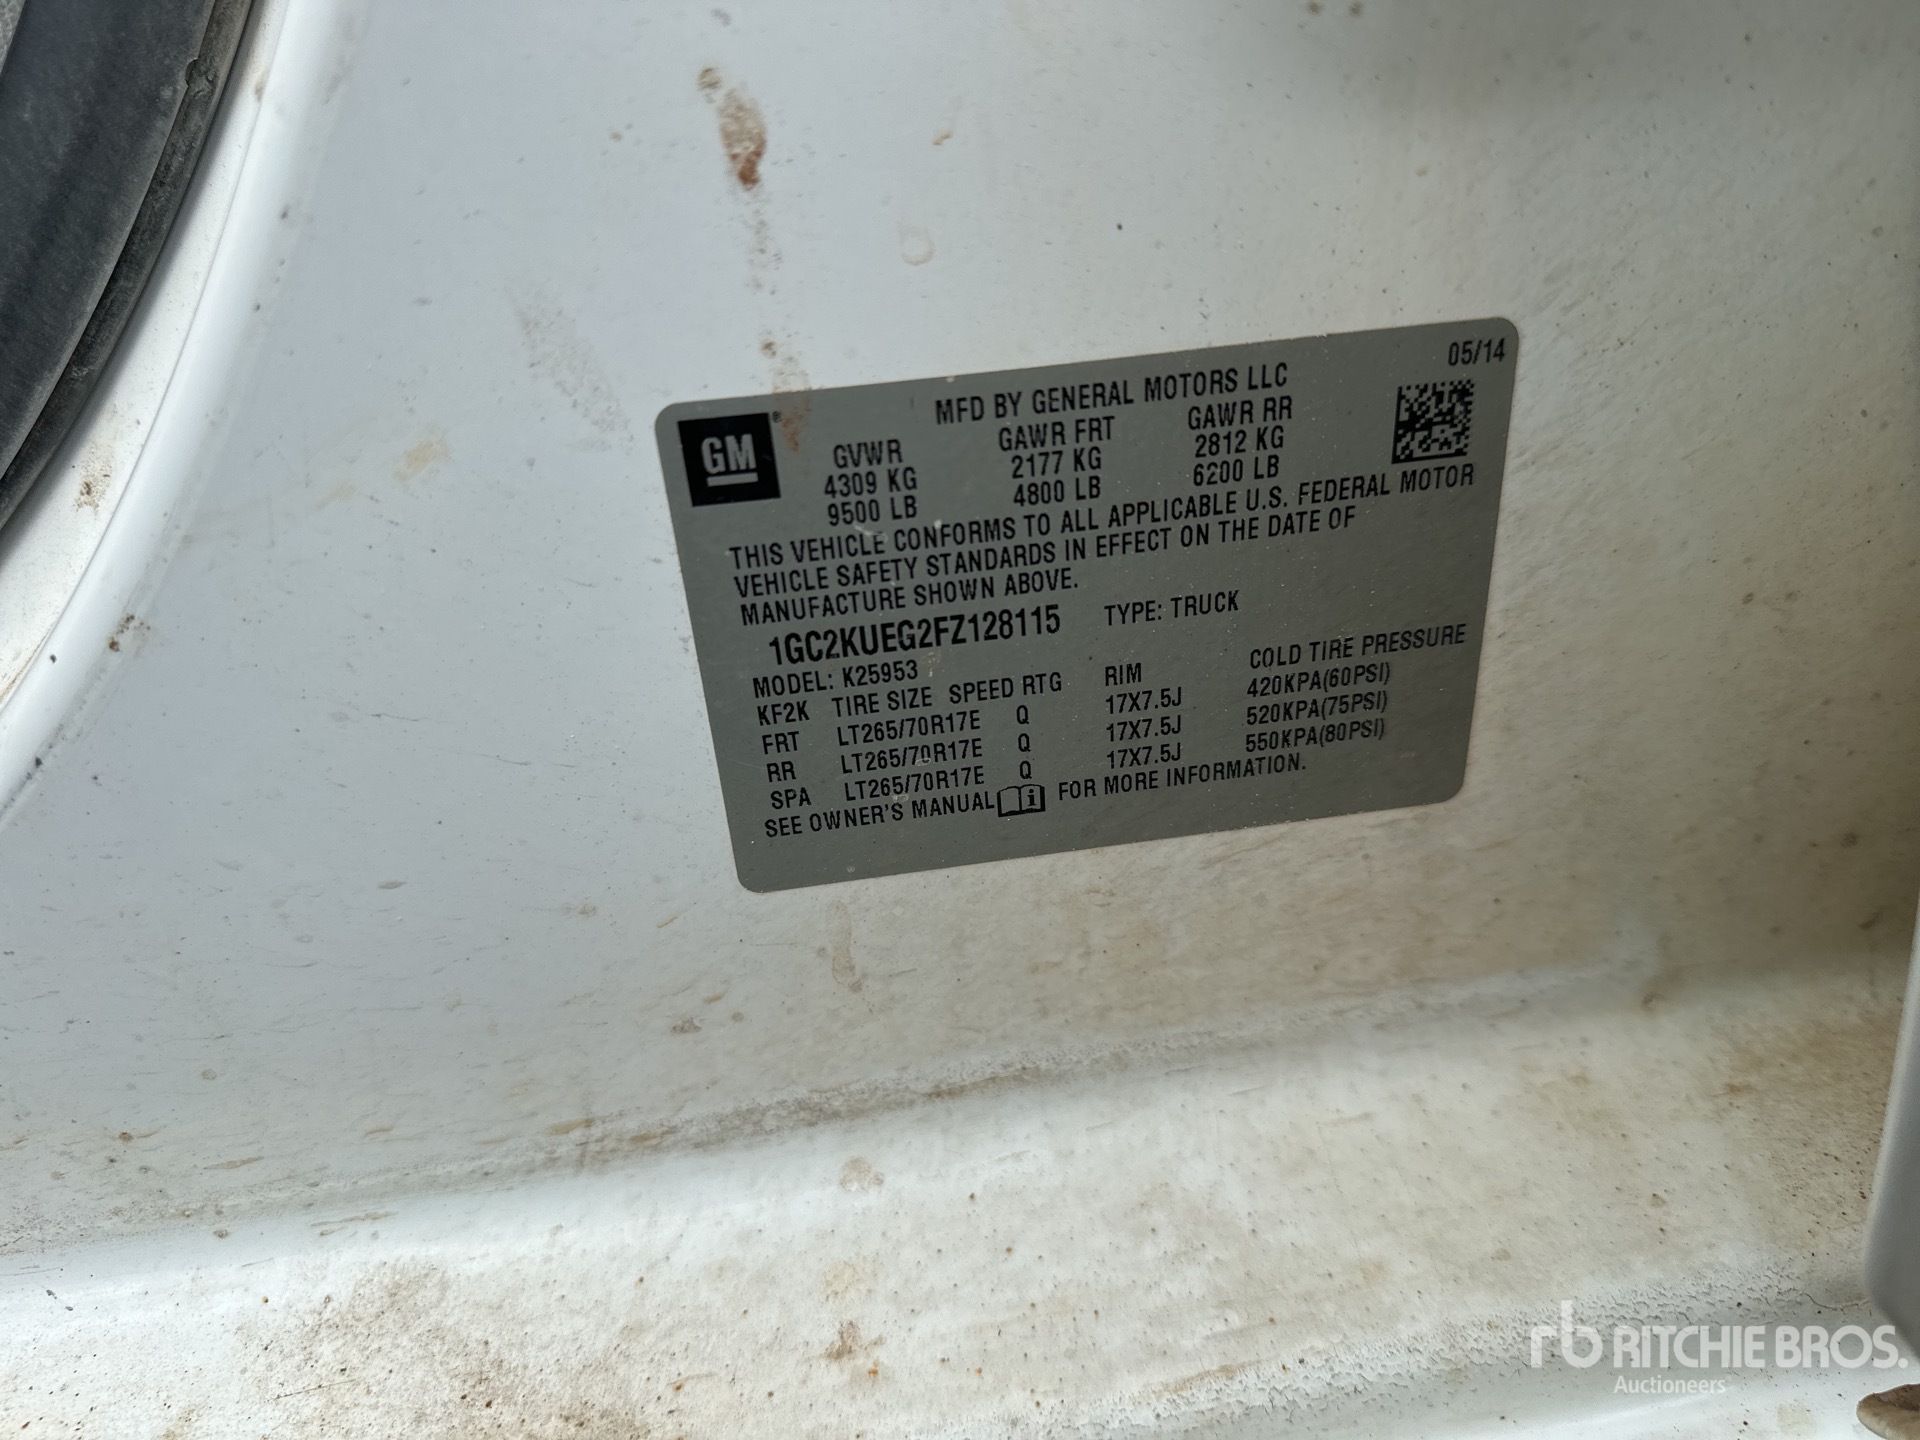 05/14
MFD BY GENERAL MOTORS LLC
GM®
GVWR GAWR FRT GAWR RR
4309 KG 2177 KG 2812 KG
9500 LB 4800 LB 6200 LB
THIS VEHICLE CONFORMS TO ALL APPLICABLE U.S. FEDERAL MOTOR
VEHICLE SAFETY STANDARDS IN EFFECT ON THE DATE OF
MANUFACTURE SHOWN ABOVE.
1GC2KUEG2FZ128115 TYPE: TRUCK
MODEL: K25953
KF2K TIRE SIZE SPEED RTG RIM COLD TIRE PRESSURE
FRT LT265/70R17E Q 17X7.5J 420KPA(60PSI)
RR LT265/70R17E Q 17X7.5J 520KPA(75PSI)
SPA LT265/70R17E Q 17X7.5J 550KPA(80PSI)
SEE OWNER'S MANUAL i FOR MORE INFORMATION.
rb RITCHIE BROS.
Auctioneers